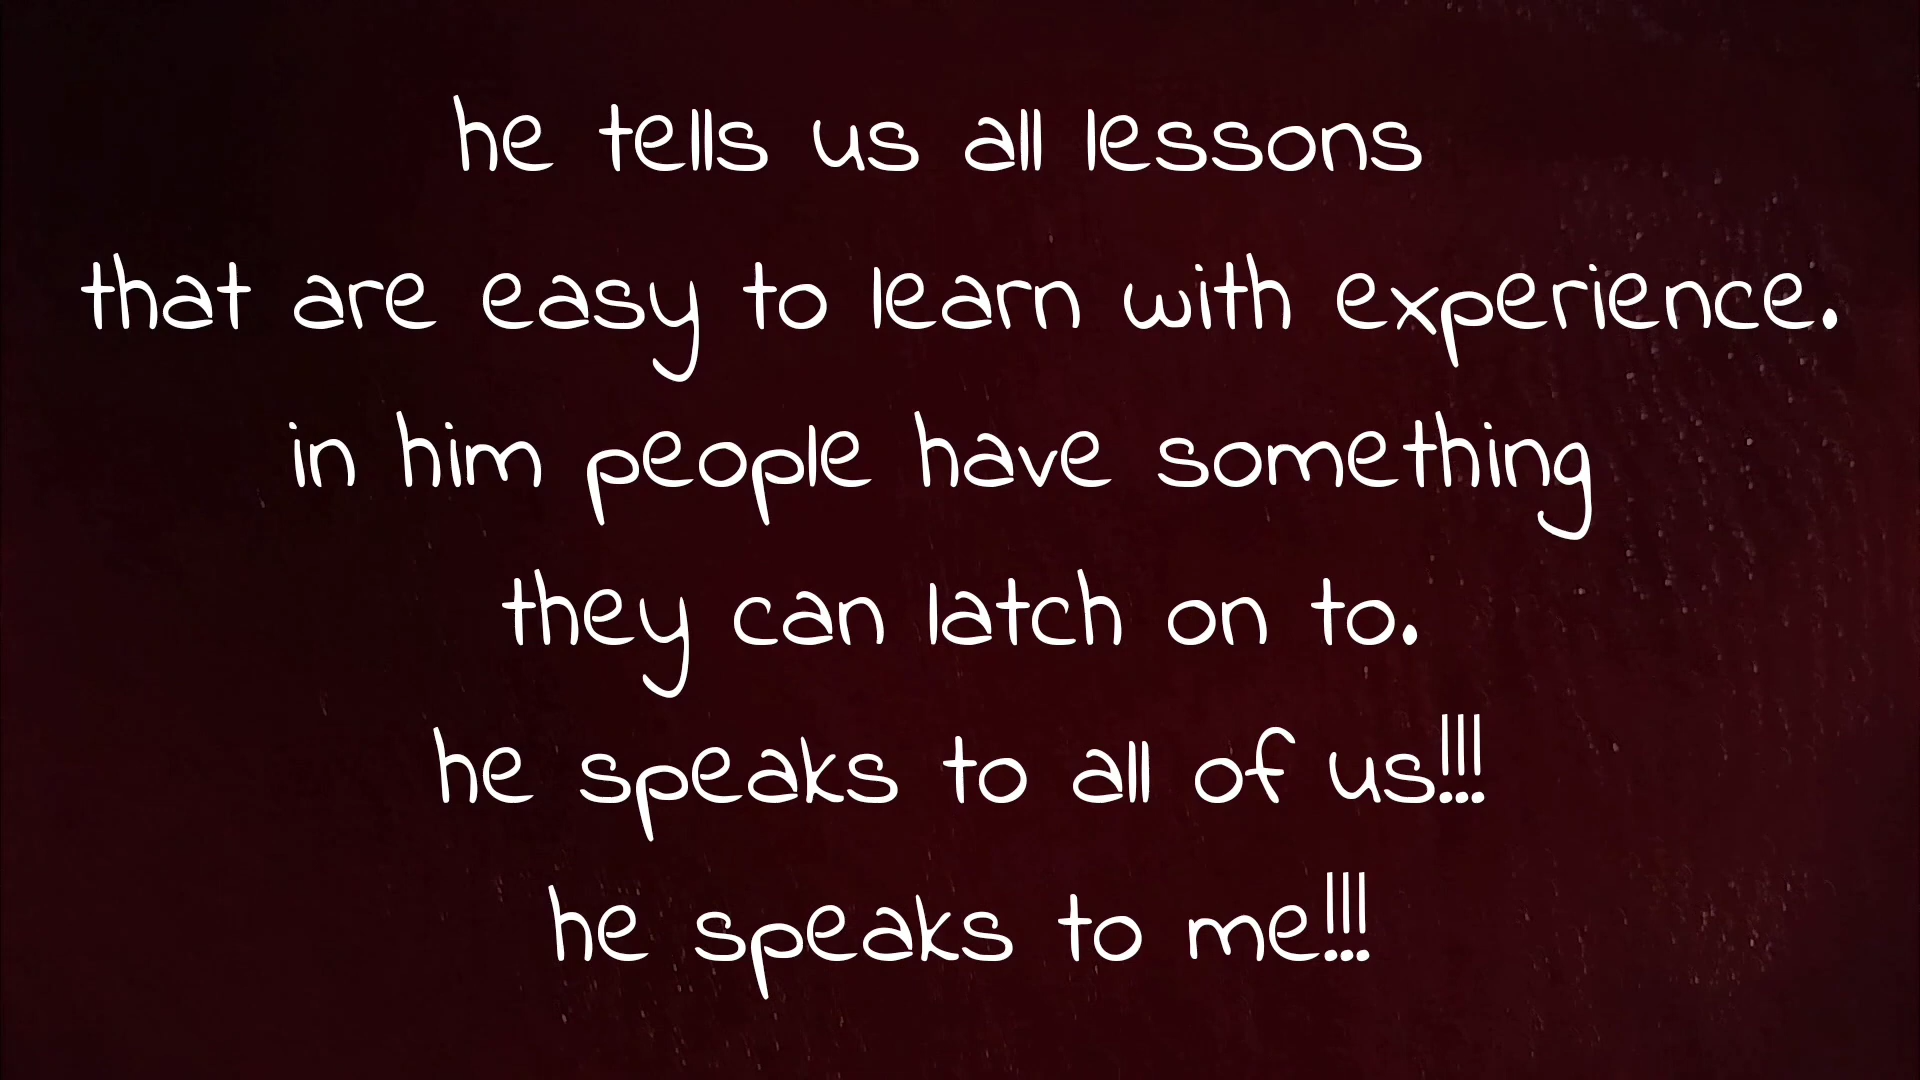 he tells us all lessons
that are easy to learn with experience.
in him people have something
they can latch on to.
he speaks to all of us!!!
he speaks to me!!!